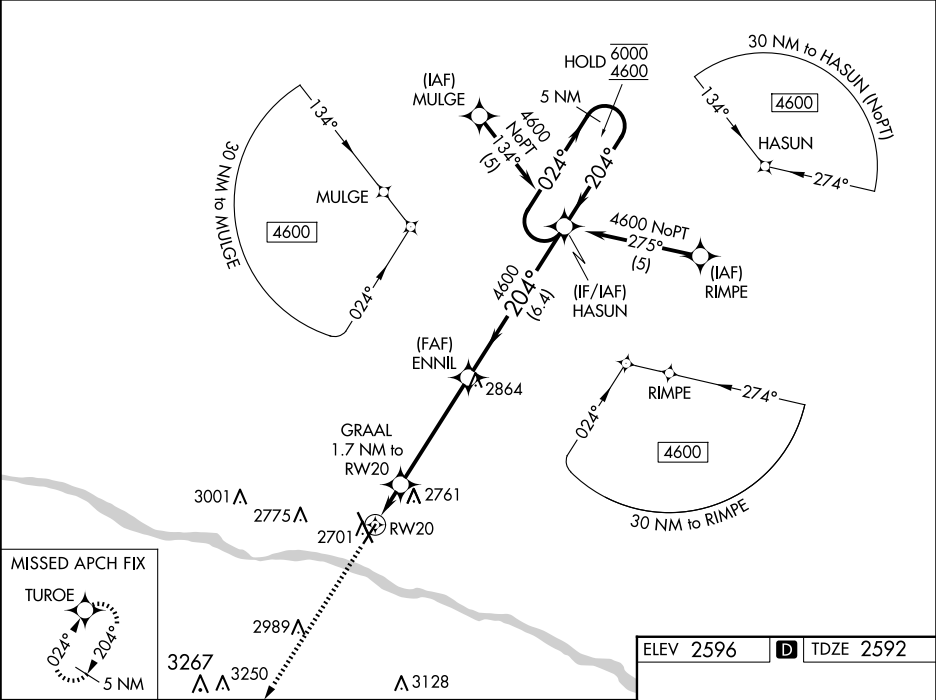 HOLD 6000
4600
5 NM
(IAF)
MULGE
4600
NoPT
134°
(5)
024°
204°
30 NM to HASUN (NoPT)
4600
134°
HASUN
274°
134°
30 NM to MULGE
MULGE
4600
024°
4600 NoPT
275°
(5)
(IAF)
RIMPE
(IF/IAF)
HASUN
4600
204°
(6.4)
(FAF)
ENNIL
2864
RIMPE
274°
024°
4600
30 NM to RIMPE
GRAAL
1.7 NM to
RW20
2761
3001
2775
2701
RW20
MISSED APCH FIX
TUROE
024°
204°
5 NM
2989
3267
3250
3128
ELEV 2596 D TDZE 2592